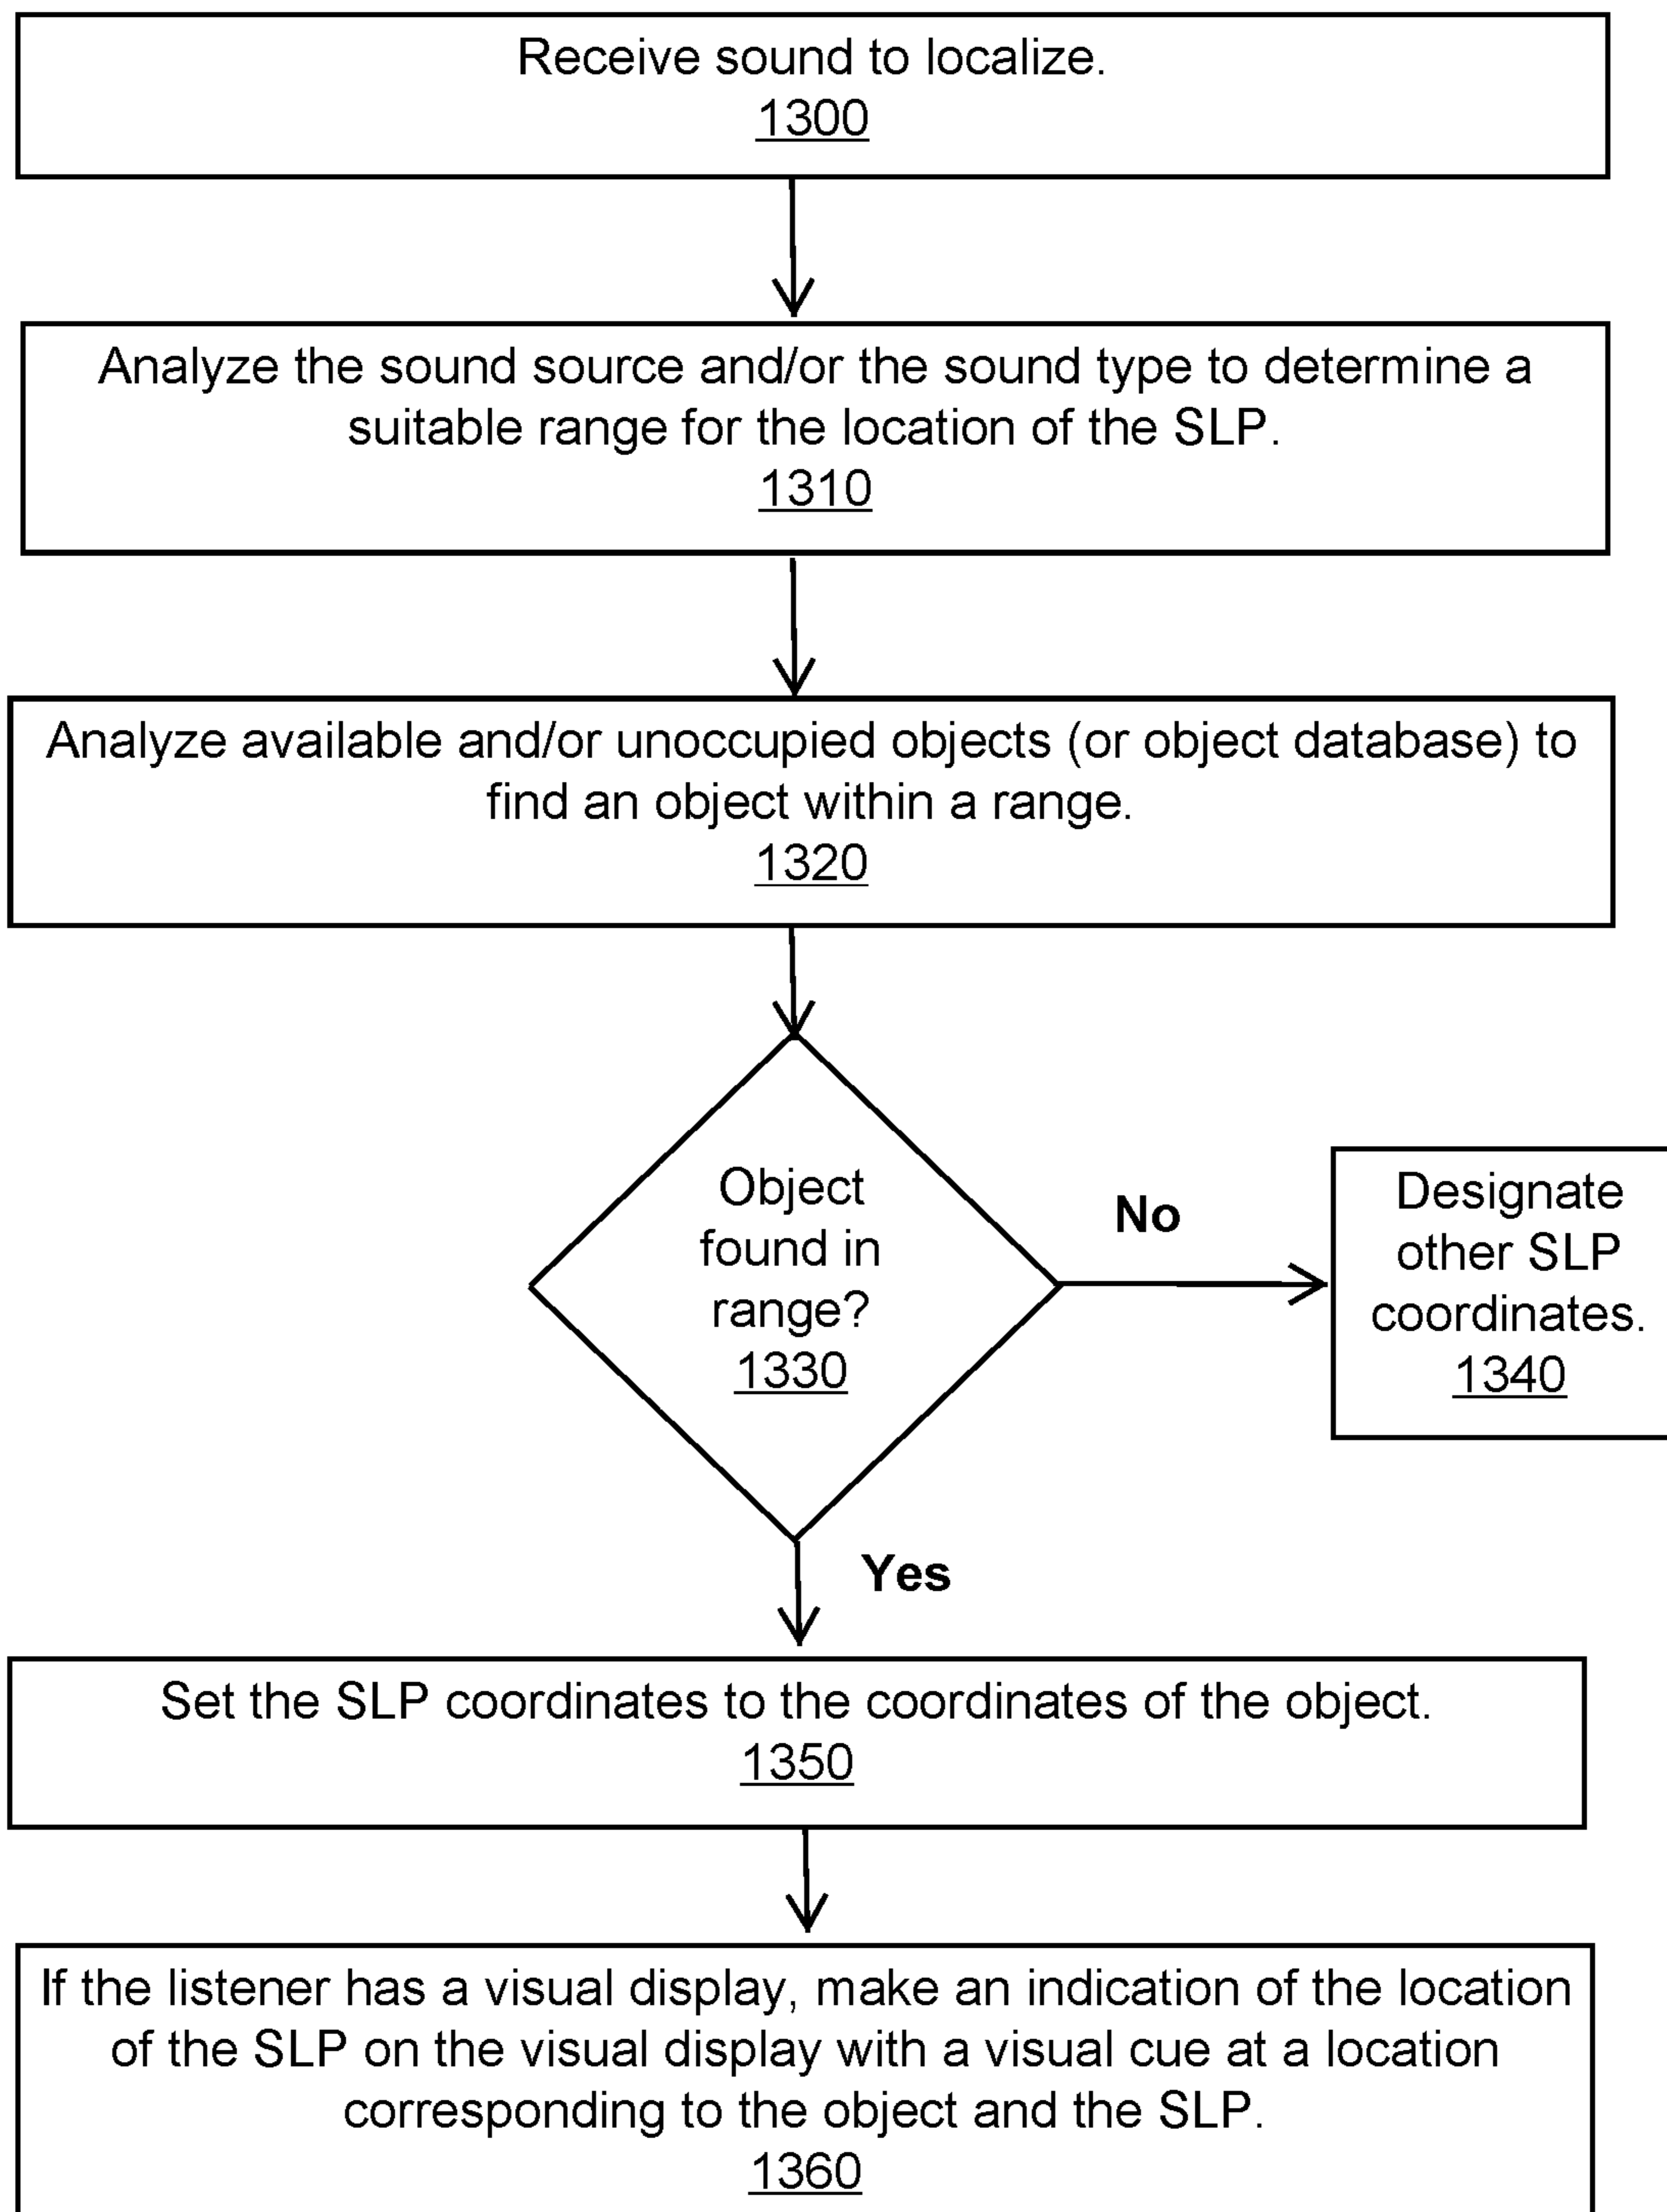 Receive sound to localize.
1300
Analyze the sound source and/or the sound type to determine a
suitable range for the location of the SLP.
1310
Analyze available and/or unoccupied objects (or object database) to
find an object within a range.
1320
Object
found in
range?
1330
No
Designate
other SLP
coordinates.
1340
Yes
Set the SLP coordinates to the coordinates of the object.
1350
If the listener has a visual display, make an indication of the location
of the SLP on the visual display with a visual cue at a location
corresponding to the object and the SLP.
1360